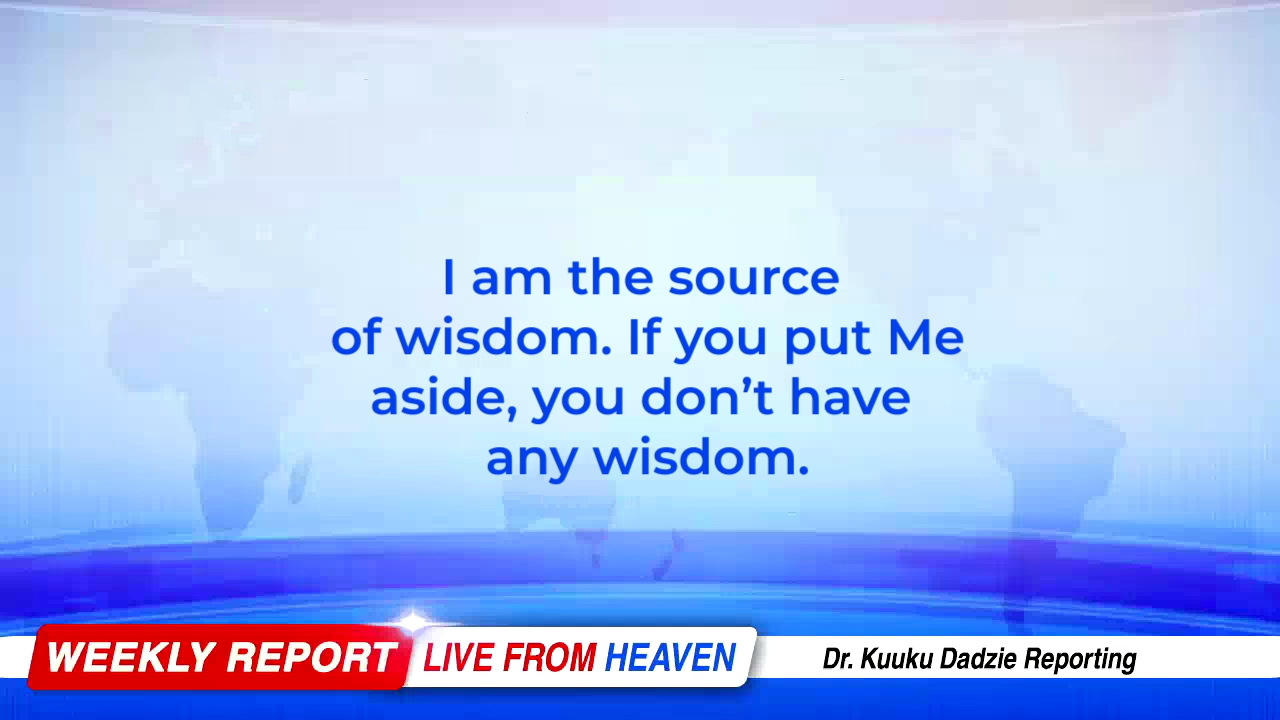 I am the source
of wisdom. If you put Me
aside, you don’t have
any wisdom.
WEEKLY REPORT LIVE FROM HEAVEN Dr. Kuuku Dadzie Reporting